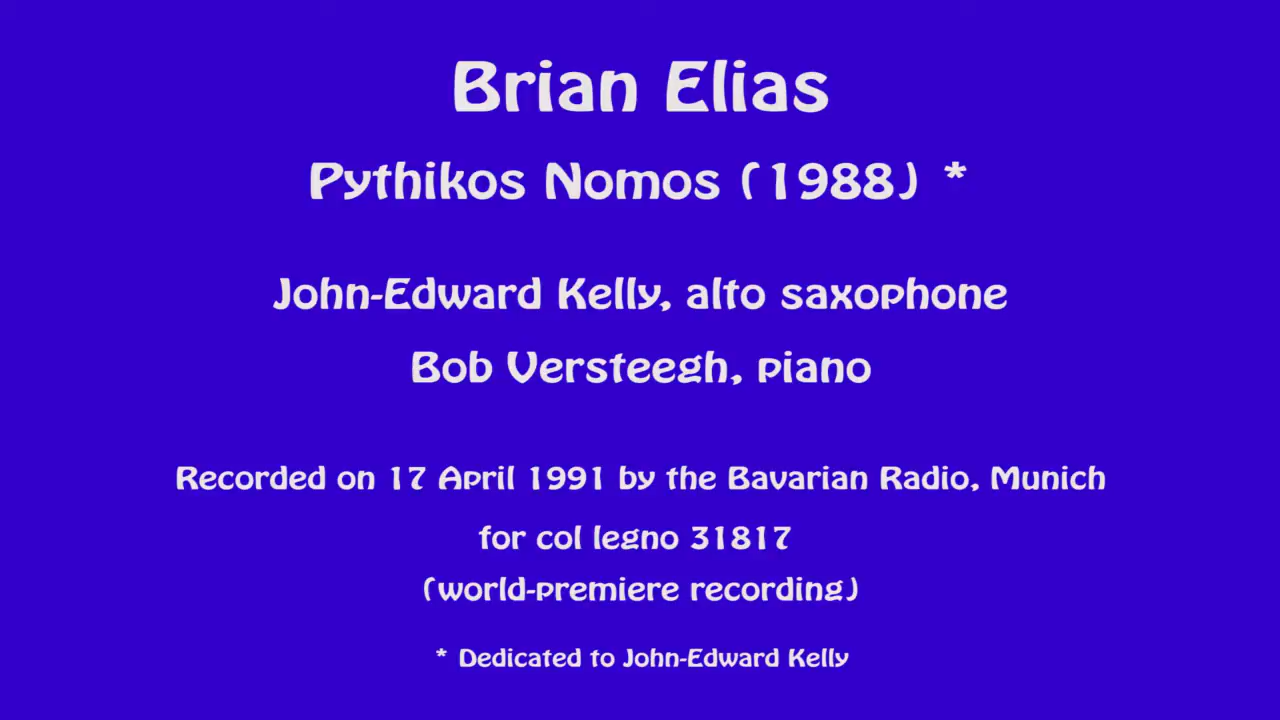 Brian Elias
Pythikos Nomos (1988) *
John-Edward Kelly, alto saxophone
Bob Versteegh, piano
Recorded on 17 April 1991 by the Bavarian Radio, Munich
for col legno 31817
(world-premiere recording)
* Dedicated to John-Edward Kelly